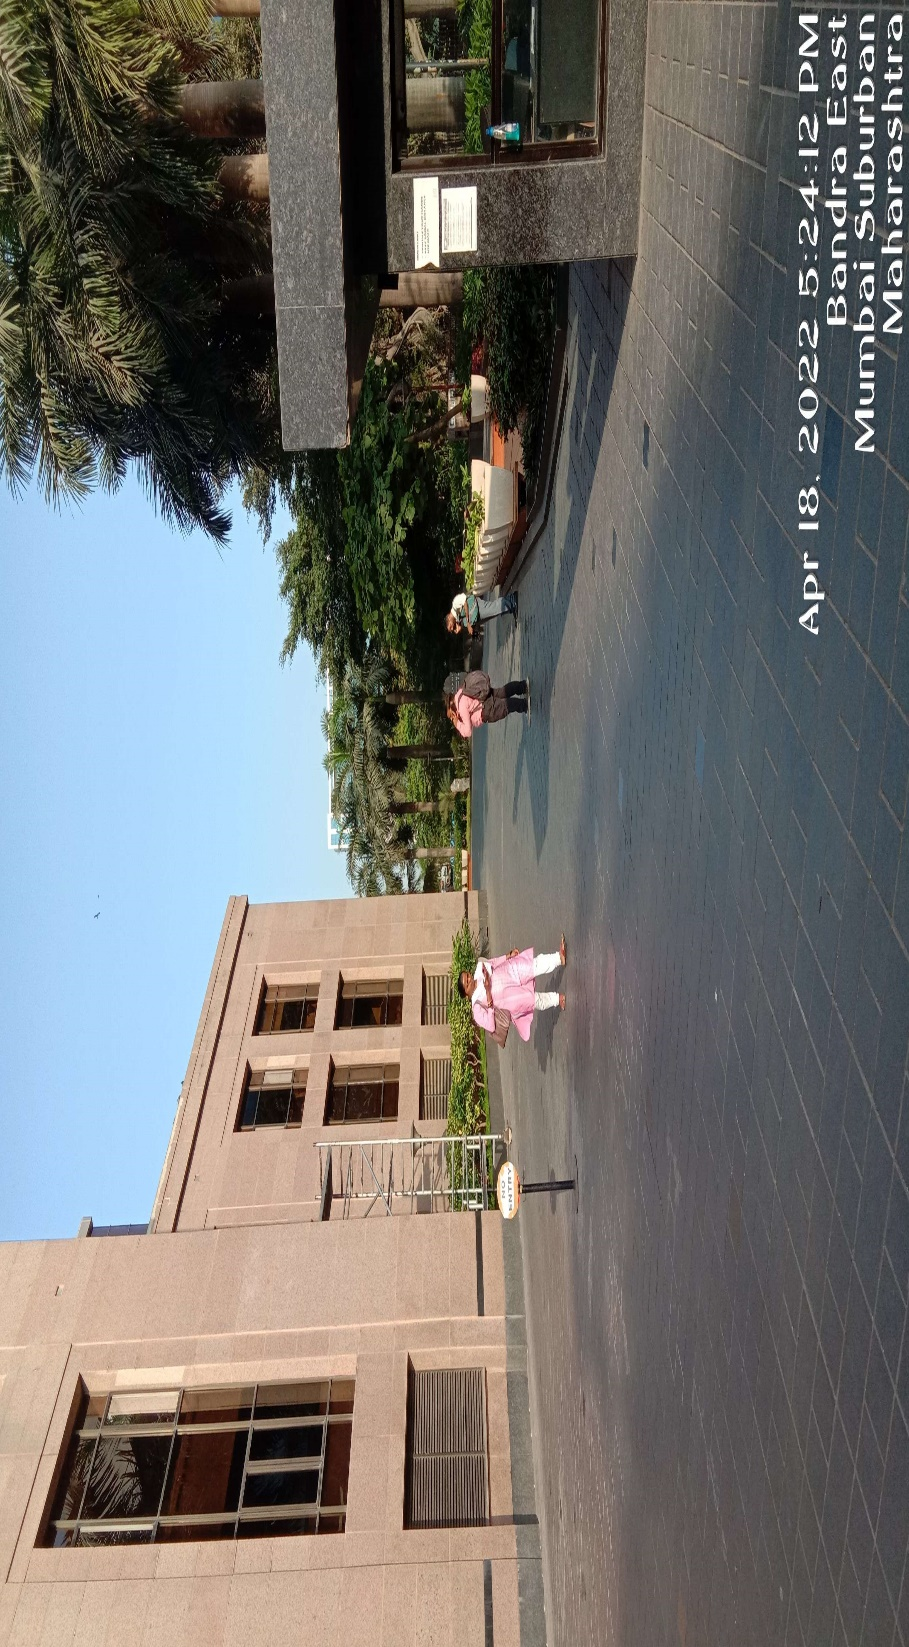 NO
ENTRY
Apr 18, 2022 5:24:12 PM
Bandra East
Mumbai Suburban
Maharashtra